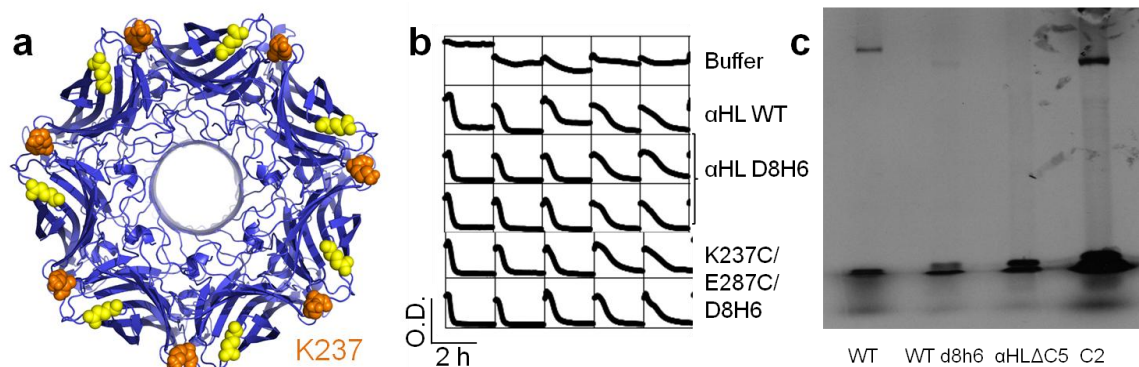 a
K237
b
Buffer
αHL WT
αHL D8H6
K237C/
E287C/
D8H6
O.D.
2 h
c
WT
WT d8h6
αHLΔC5
C2